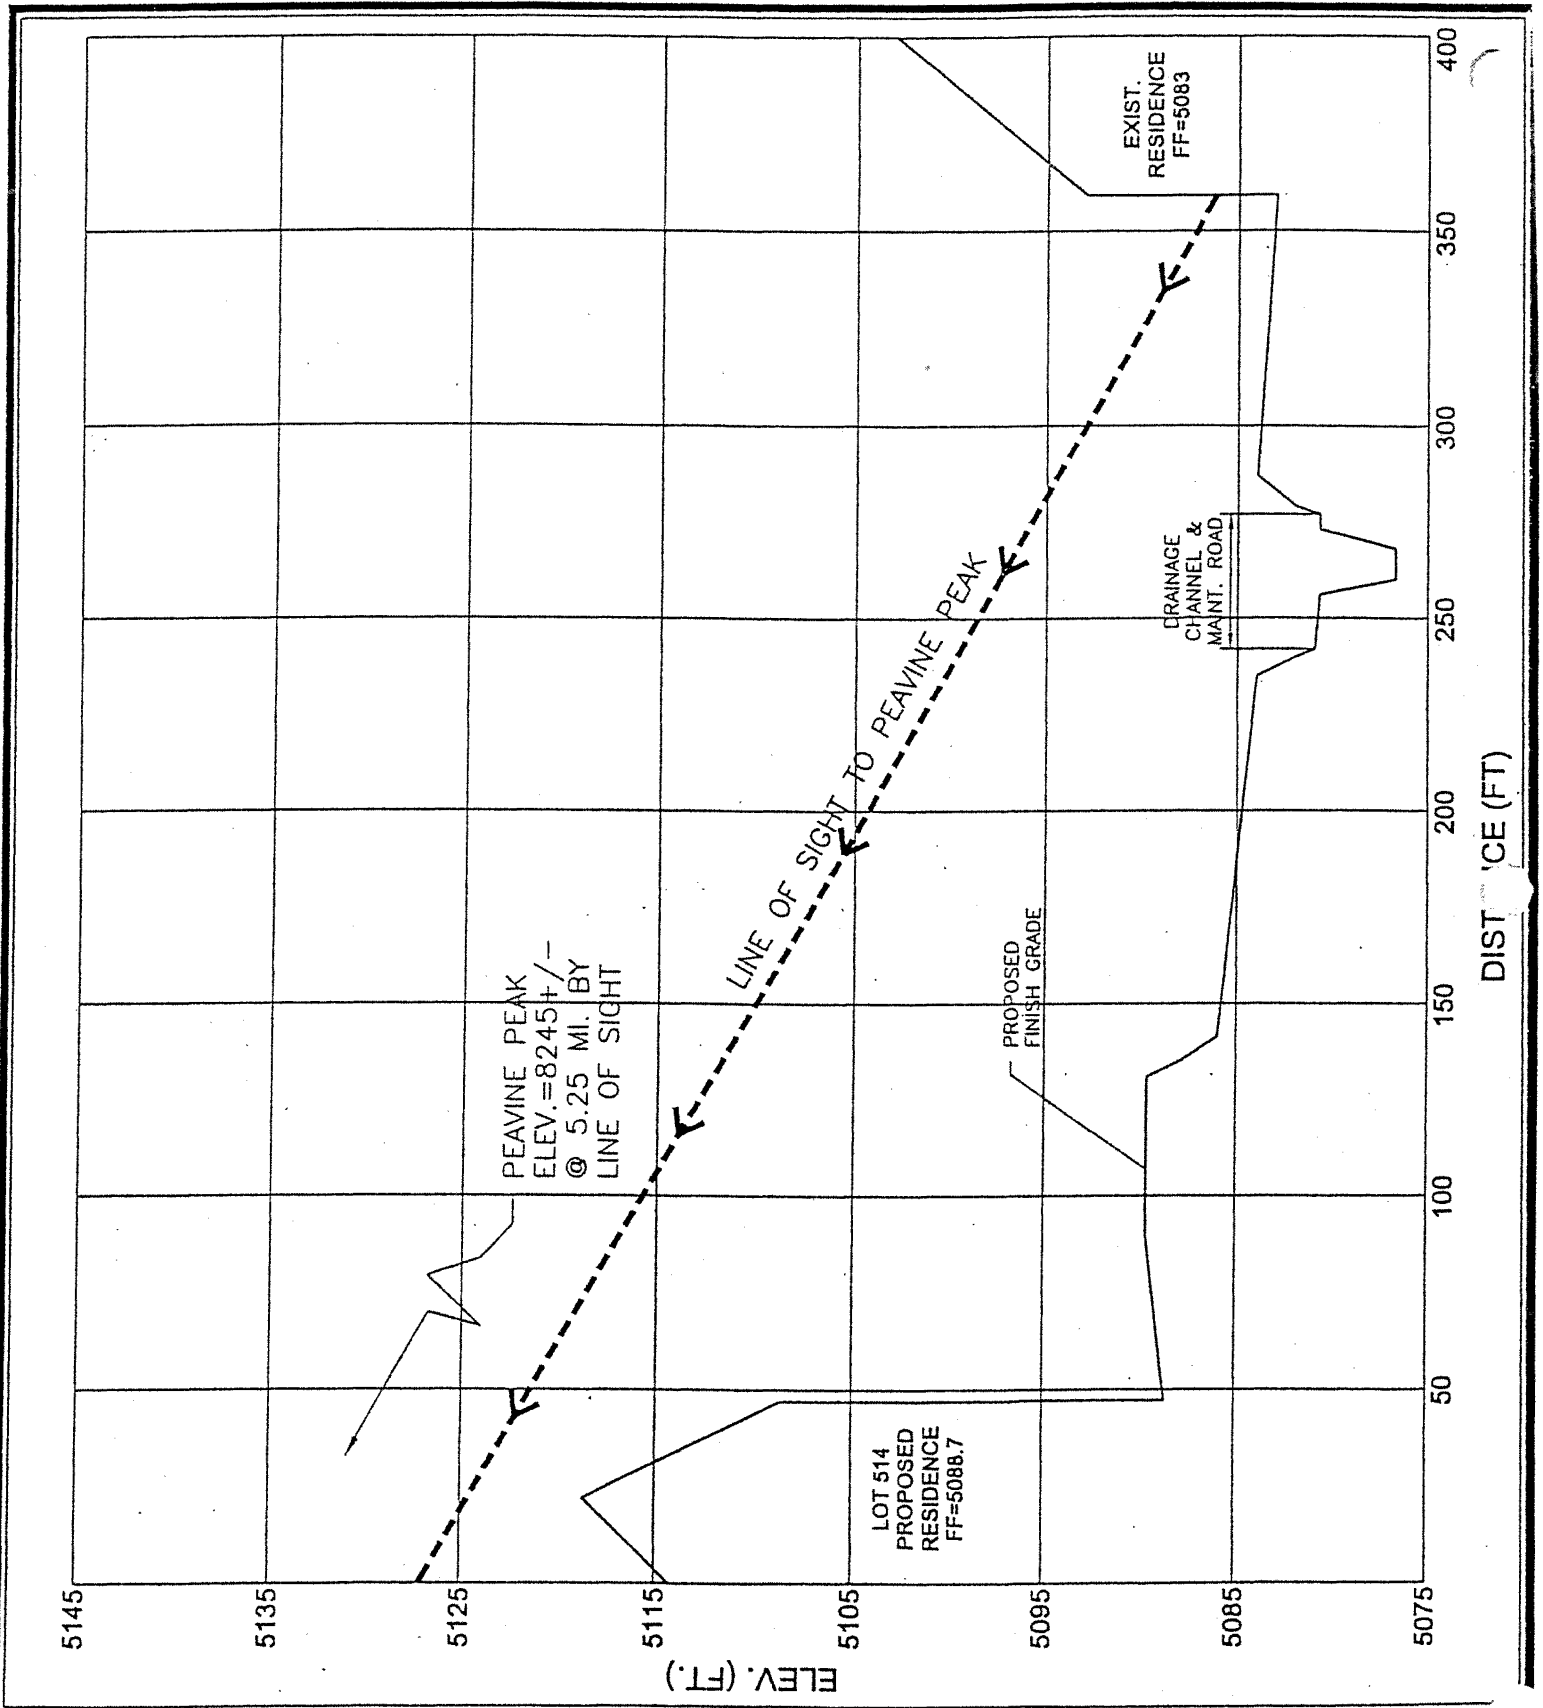 5145
5135
5125
5115
5105
5095
5085
5075
ELEV. (FT.)
50
100
150
200
250
300
350
400
PEAVINE PEAK
ELEV.=8245+/-
@ 5.25 MI. BY
LINE OF SIGHT
LINE OF SIGHT TO PEAVINE PEAK
LOT 514
PROPOSED
RESIDENCE
FF=5088.7
PROPOSED
FINISH GRADE
DRAINAGE
CHANNEL &
MAINT. ROAD
EXIST.
RESIDENCE
FF=5083
(FT)